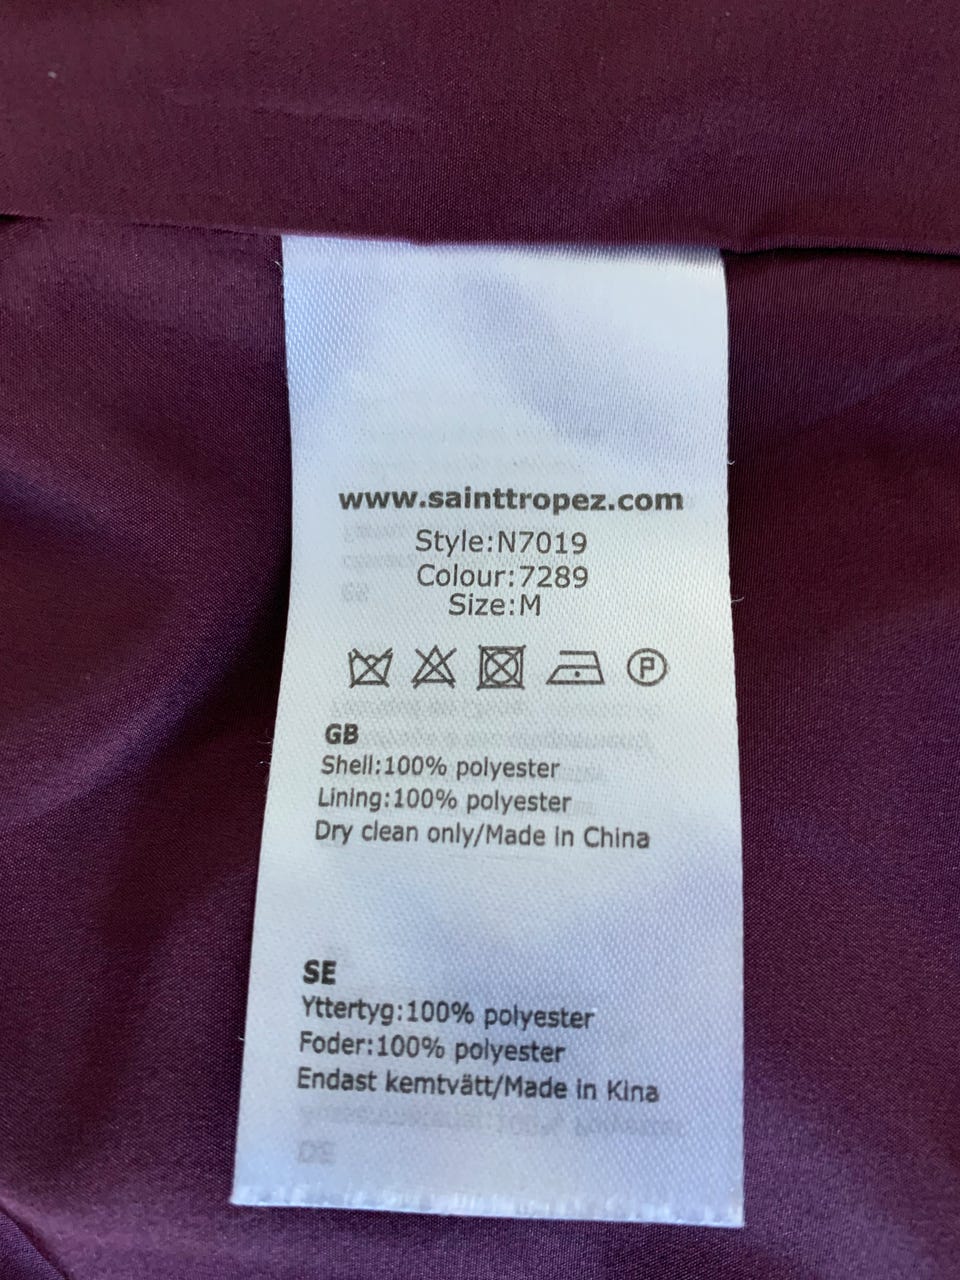 www.sainttropez.com
Style:N7019
Colour:7289
Size:M
P
GB
Shell:100% polyester
Lining:100% polyester
Dry clean only/Made in China
SE
Yttertyg:100% polyester
Foder:100% polyester
Endast kemtvätt/Made in Kina